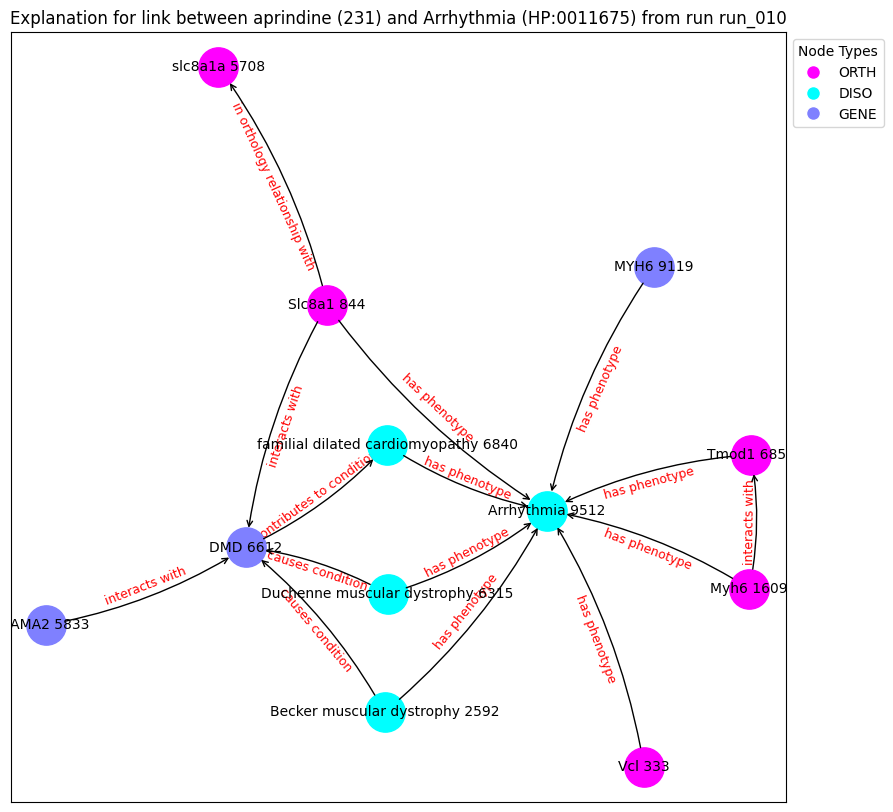 Explanation for link between aprindine (231) and Arrhythmia (HP:0011675) from run run_010
Node Types
ORTH
DISO
GENE
slc8a1a 5708
in orthology relationship with
MYH6 9119
Slc8a1 844
has phenotype
has phenotype
interacts with
familial dilated cardiomyopathy 6840
Tmod1 685
has phenotype
has phenotype
contributes to condition
interacts with
Arrhythmia 9512
DMD 6612
has phenotype
has phenotype
causes condition
interacts with
Duchenne muscular dystrophy 6315
Myh6 1609
causes condition
has phenotype
has phenotype
AMA2 5833
Becker muscular dystrophy 2592
Vcl 333